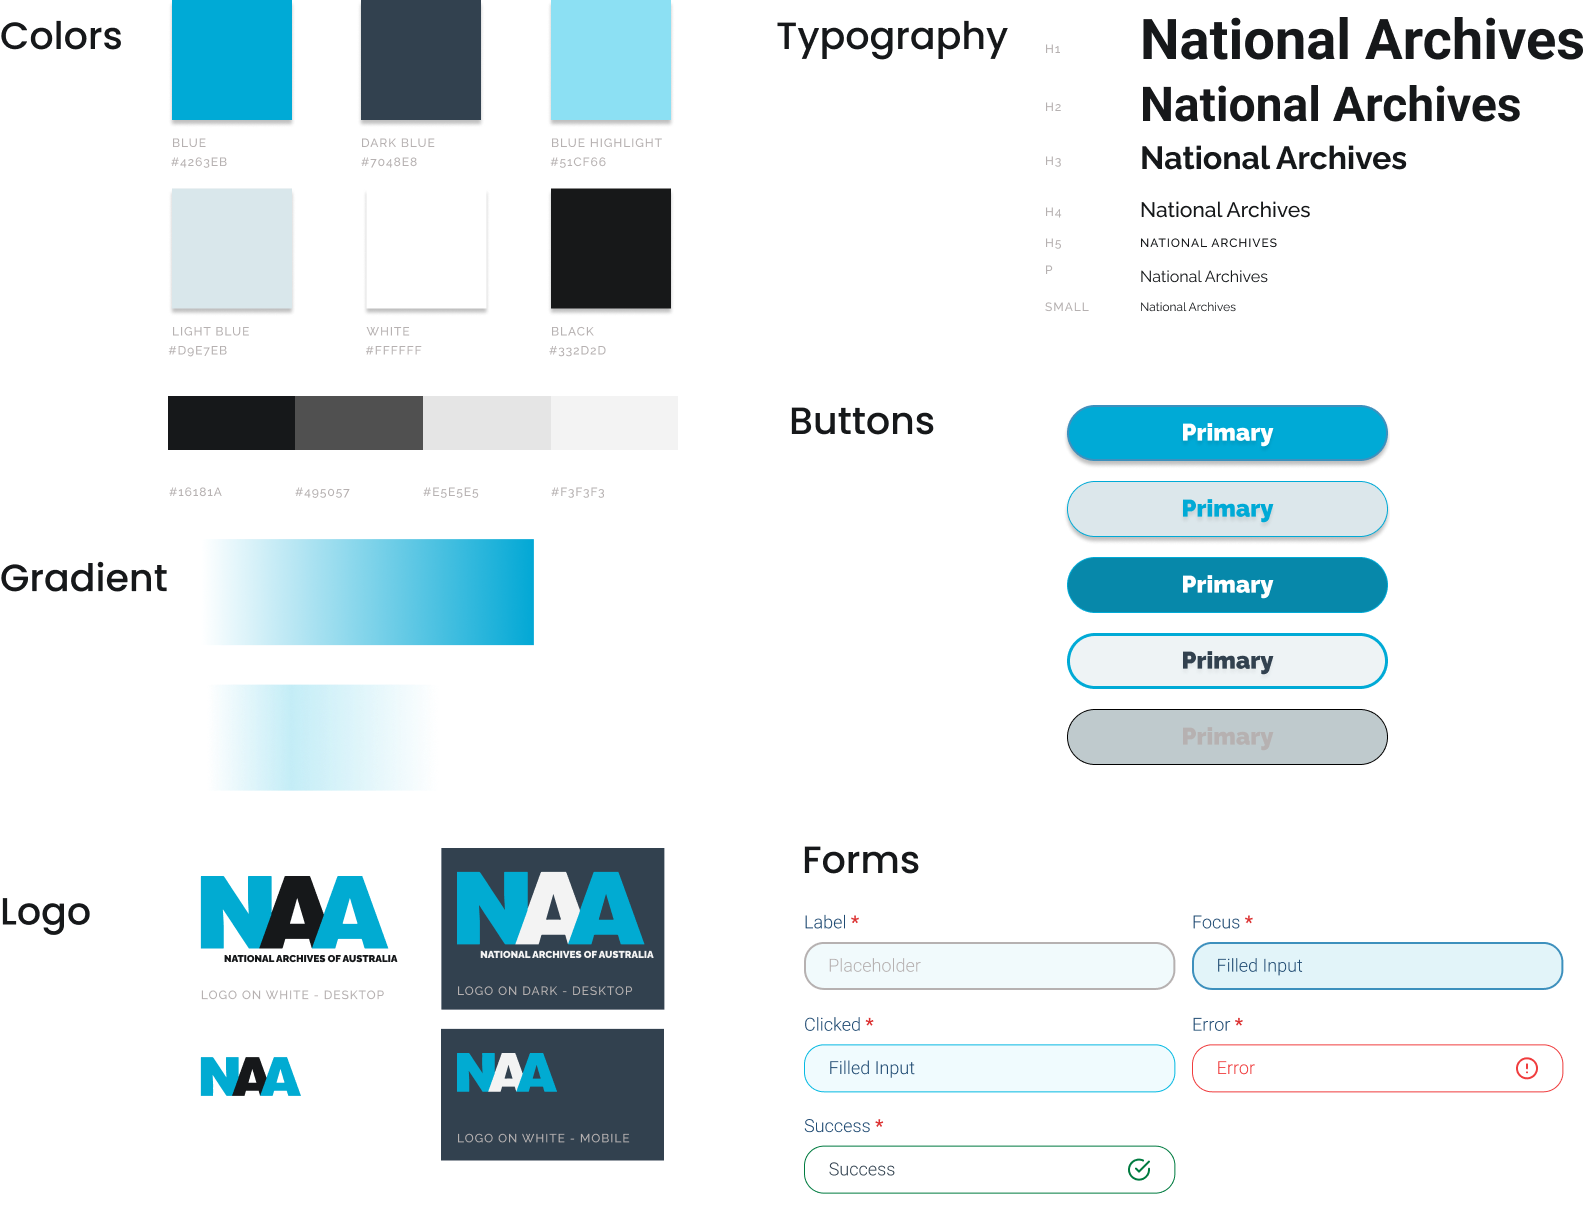 Colors
BLUE
#4263EB
DARK BLUE
#7048E8
BLUE HIGHLIGHT
#51CF66
LIGHT BLUE
#D9E7EB
WHITE
#FFFFFF
BLACK
#332D2D
#16181A
#495057
#E5E5E5
#F3F3F3
Gradient
Logo
NAA
NATIONAL ARCHIVES OF AUSTRALIA
LOGO ON WHITE - DESKTOP
NAA
NATIONAL ARCHIVES OF AUSTRALIA
LOGO ON DARK - DESKTOP
NAA
NAA
LOGO ON WHITE - MOBILE
Typography
H1 National Archives
H2 National Archives
H3 National Archives
H4 National Archives
H5 NATIONAL ARCHIVES
P National Archives
SMALL National Archives
Buttons
Primary
Primary
Primary
Primary
Primary
Forms
Label *
Placeholder
Focus *
Filled Input
Clicked *
Filled Input
Error *
Error
Success *
Success